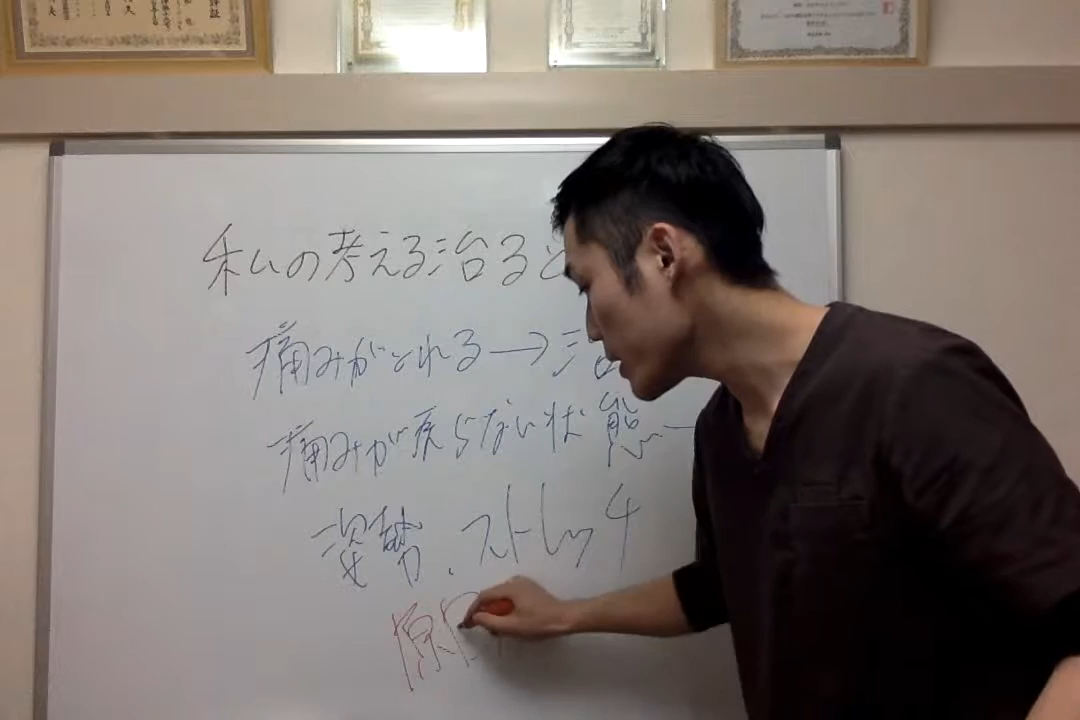 私の考える治ると
痛みがとれる→治
痛みが戻らない状態
姿勢、ストレッチ
原